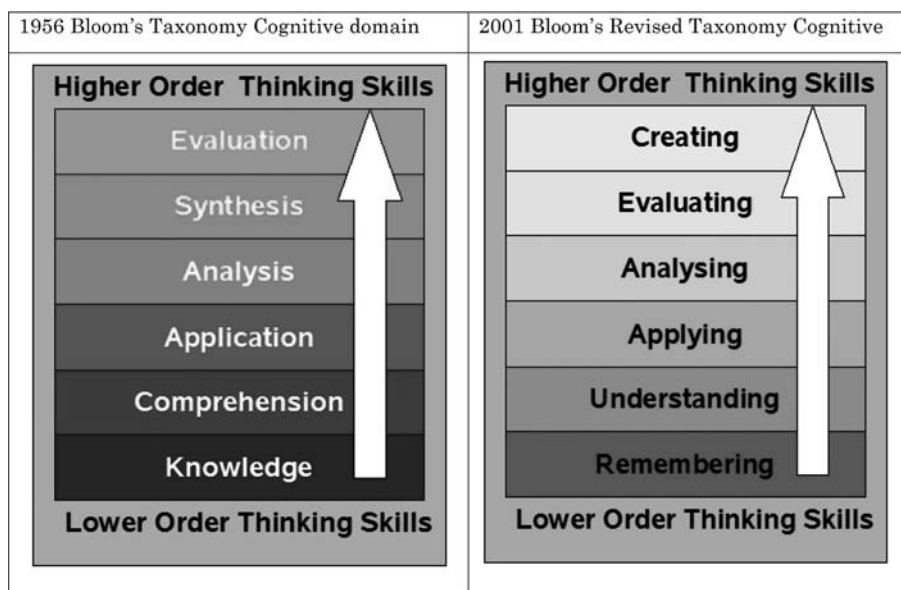 1956 Bloom's Taxonomy Cognitive domain
Higher Order Thinking Skills
Evaluation
Synthesis
Analysis
Application
Comprehension
Knowledge
Lower Order Thinking Skills
2001 Bloom's Revised Taxonomy Cognitive
Higher Order Thinking Skills
Creating
Evaluating
Analysing
Applying
Understanding
Remembering
Lower Order Thinking Skills